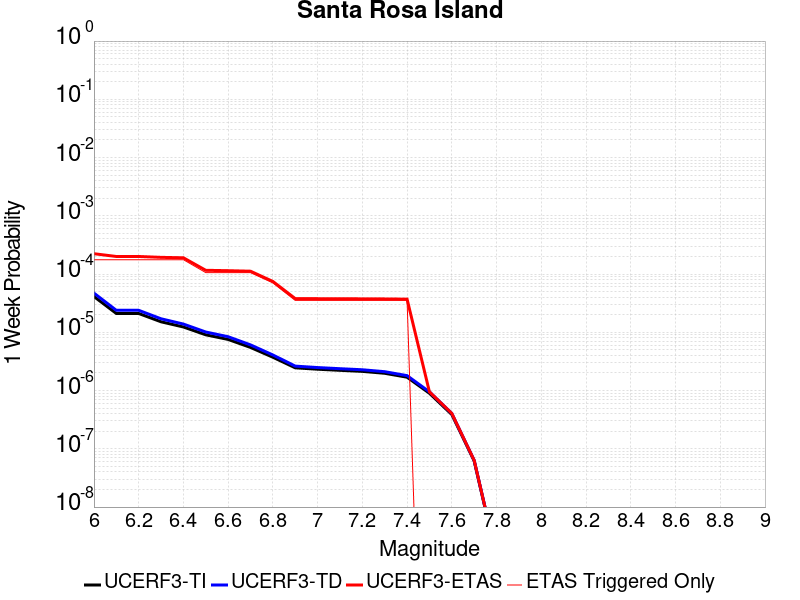 Santa Rosa Island
10^0
10^-1
10^-2
10^-3
10^-4
10^-5
10^-6
10^-7
10^-8
1 Week Probability
6 6.2 6.4 6.6 6.8 7 7.2 7.4 7.6 7.8 8 8.2 8.4 8.6 8.8 9
Magnitude
UCERF3-TI UCERF3-TD UCERF3-ETAS ETAS Triggered Only